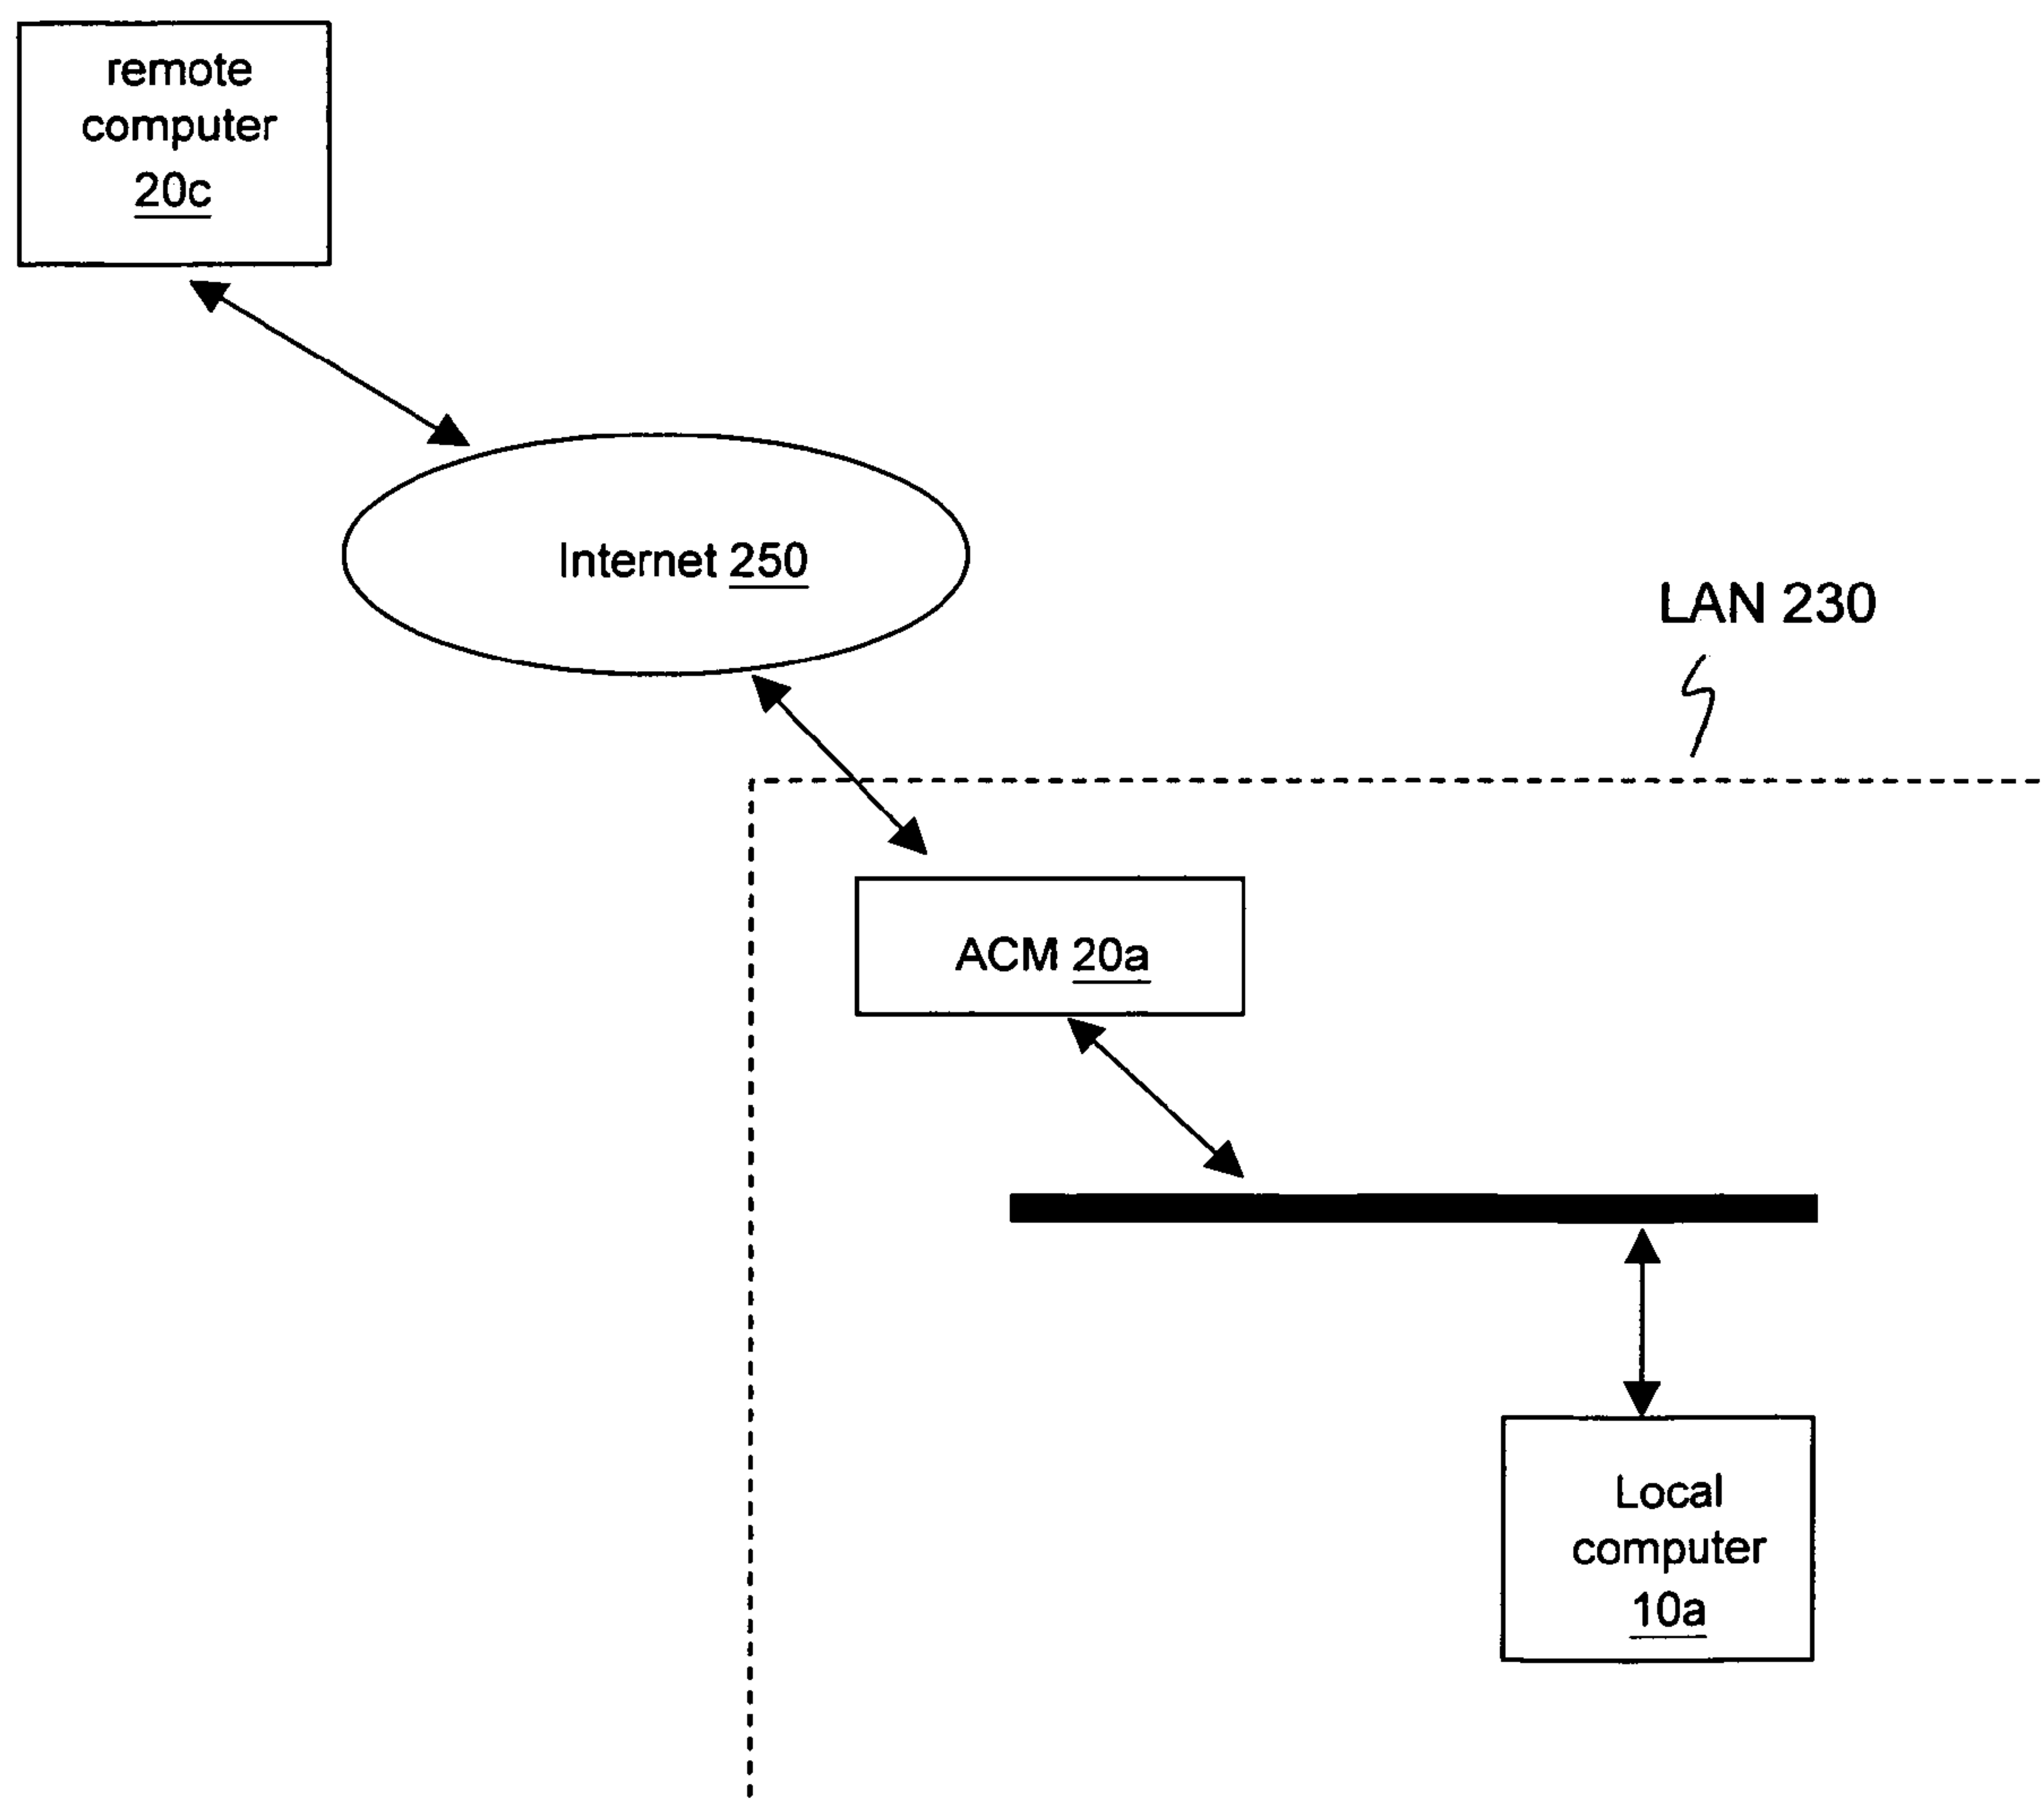 remote
computer
20c
Internet 250
LAN 230
ACM 20a
Local
computer
10a